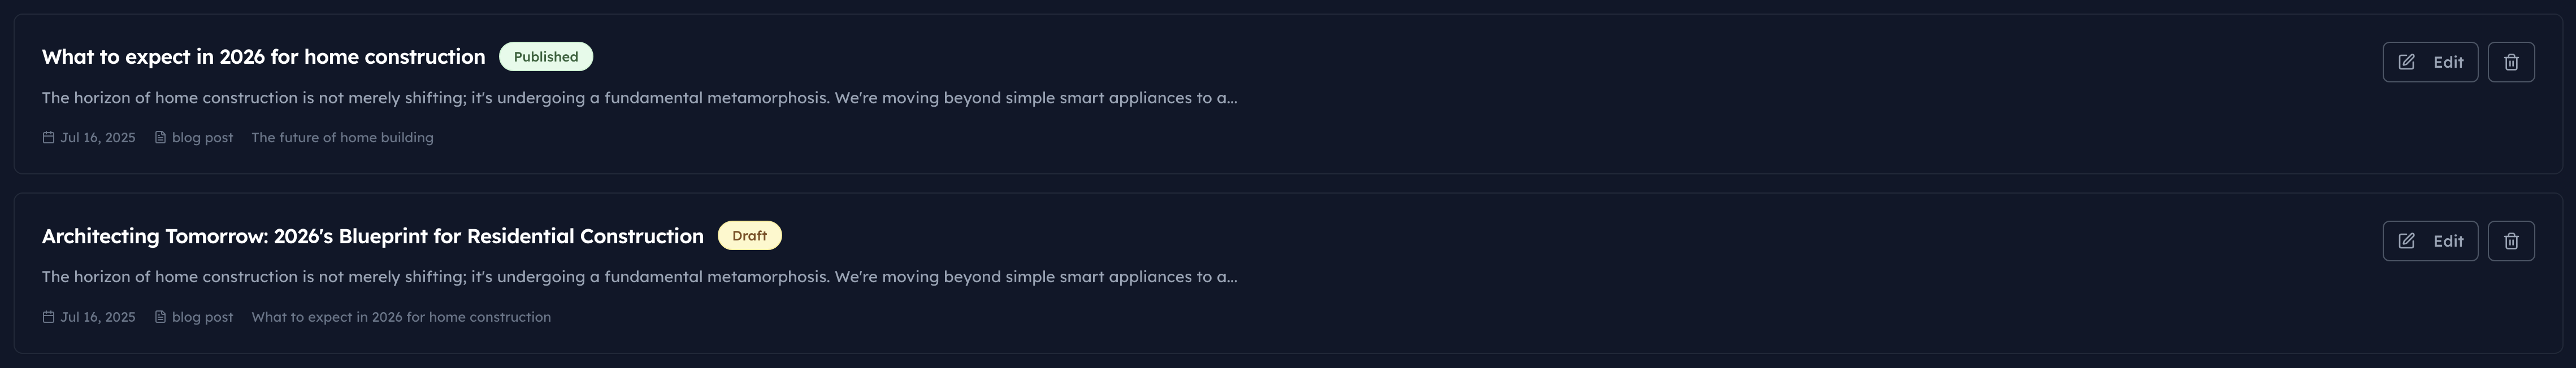 What to expect in 2026 for home construction Published
Edit
The horizon of home construction is not merely shifting; it's undergoing a fundamental metamorphosis. We're moving beyond simple smart appliances to a...
Jul 16, 2025 blog post The future of home building
Architecting Tomorrow: 2026's Blueprint for Residential Construction Draft
Edit
The horizon of home construction is not merely shifting; it's undergoing a fundamental metamorphosis. We're moving beyond simple smart appliances to a...
Jul 16, 2025 blog post What to expect in 2026 for home construction